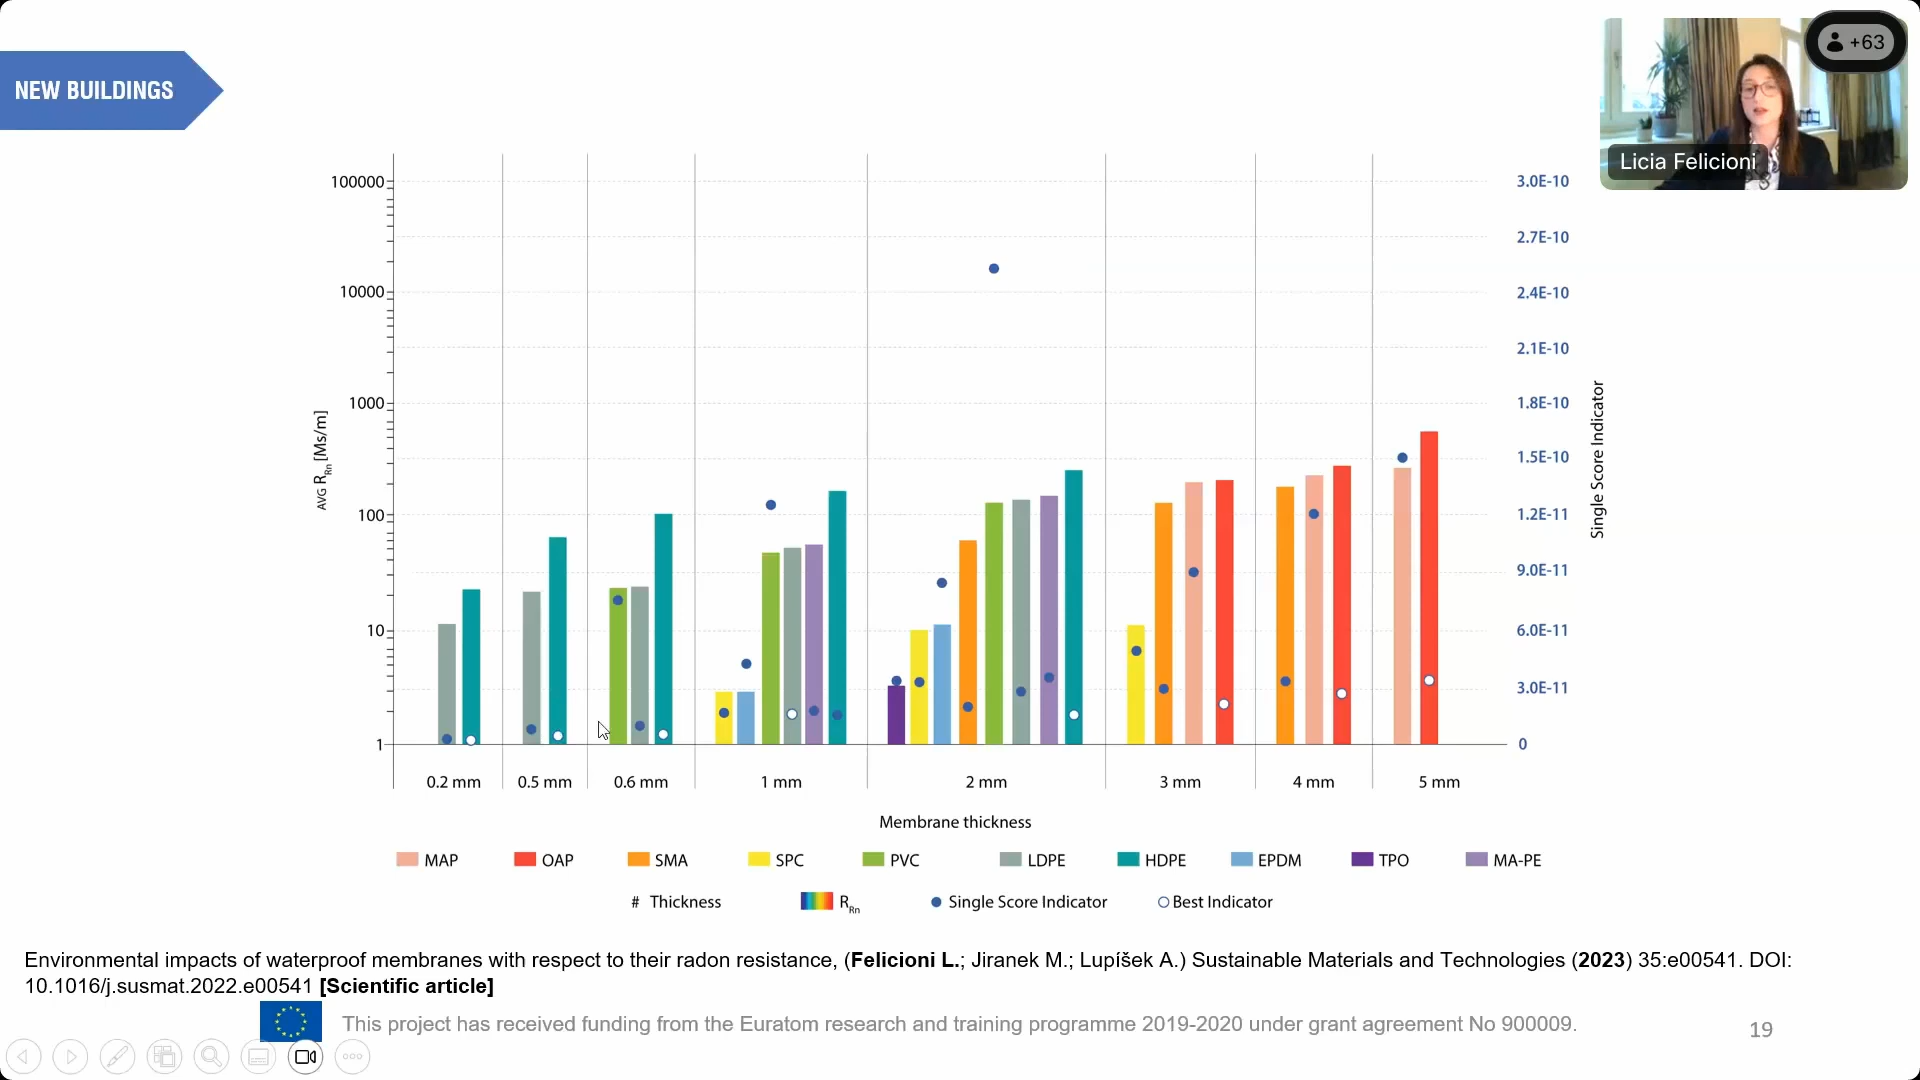 NEW BUILDINGS
+63
Licia Felicioni
100000
10000
1000
100
10
1
AVG R_Rn [Ms/m]
3.0E-10
2.7E-10
2.4E-10
2.1E-10
1.8E-10
1.5E-10
1.2E-11
9.0E-11
6.0E-11
3.0E-11
0
Single Score Indicator
0.2 mm 0.5 mm 0.6 mm 1 mm 2 mm 3 mm 4 mm 5 mm
Membrane thickness
MAP OAP SMA SPC PVC LDPE HDPE EPDM TPO MA-PE
# Thickness R_Rn Single Score Indicator Best Indicator
Environmental impacts of waterproof membranes with respect to their radon resistance, (Felicioni L.; Jiranek M.; Lupíšek A.) Sustainable Materials and Technologies (2023) 35:e00541. DOI:
10.1016/j.susmat.2022.e00541 [Scientific article]
This project has received funding from the Euratom research and training programme 2019-2020 under grant agreement No 900009.
19